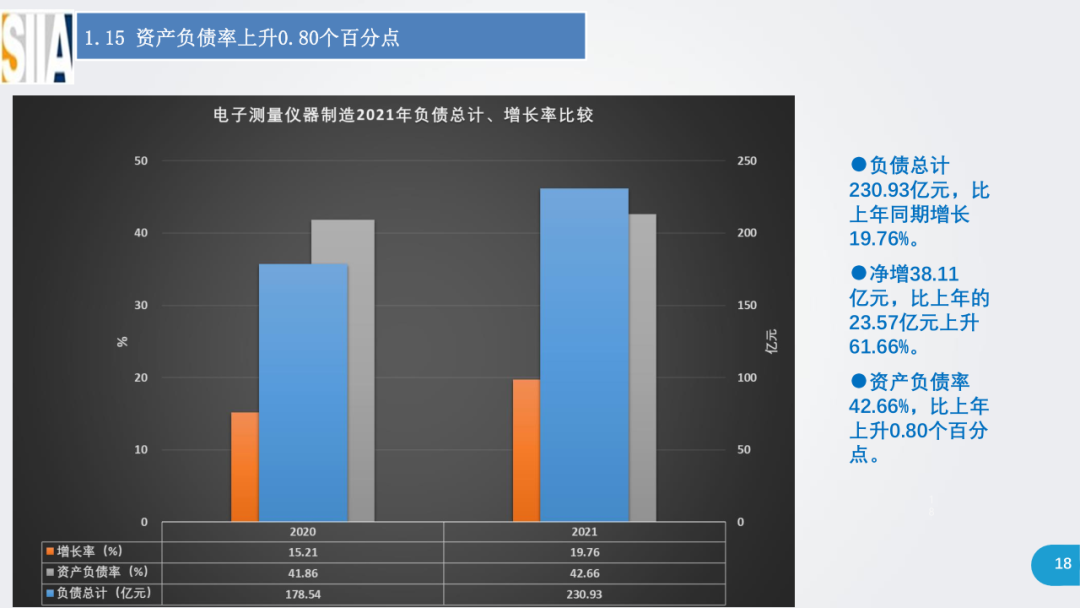 SIIA
1.15 资产负债率上升0.80个百分点
电子测量仪器制造2021年负债总计、增长率比较
50 250
40 200
30 150
% 亿元
20 100
10 50
0 0
2020 2021
增长率（%） 15.21 19.76
资产负债率（%） 41.86 42.66
负债总计（亿元） 178.54 230.93
●负债总计
230.93亿元，比
上年同期增长
19.76%。
●净增38.11
亿元，比上年的
23.57亿元上升
61.66%。
●资产负债率
42.66%，比上年
上升0.80个百分
点。
18